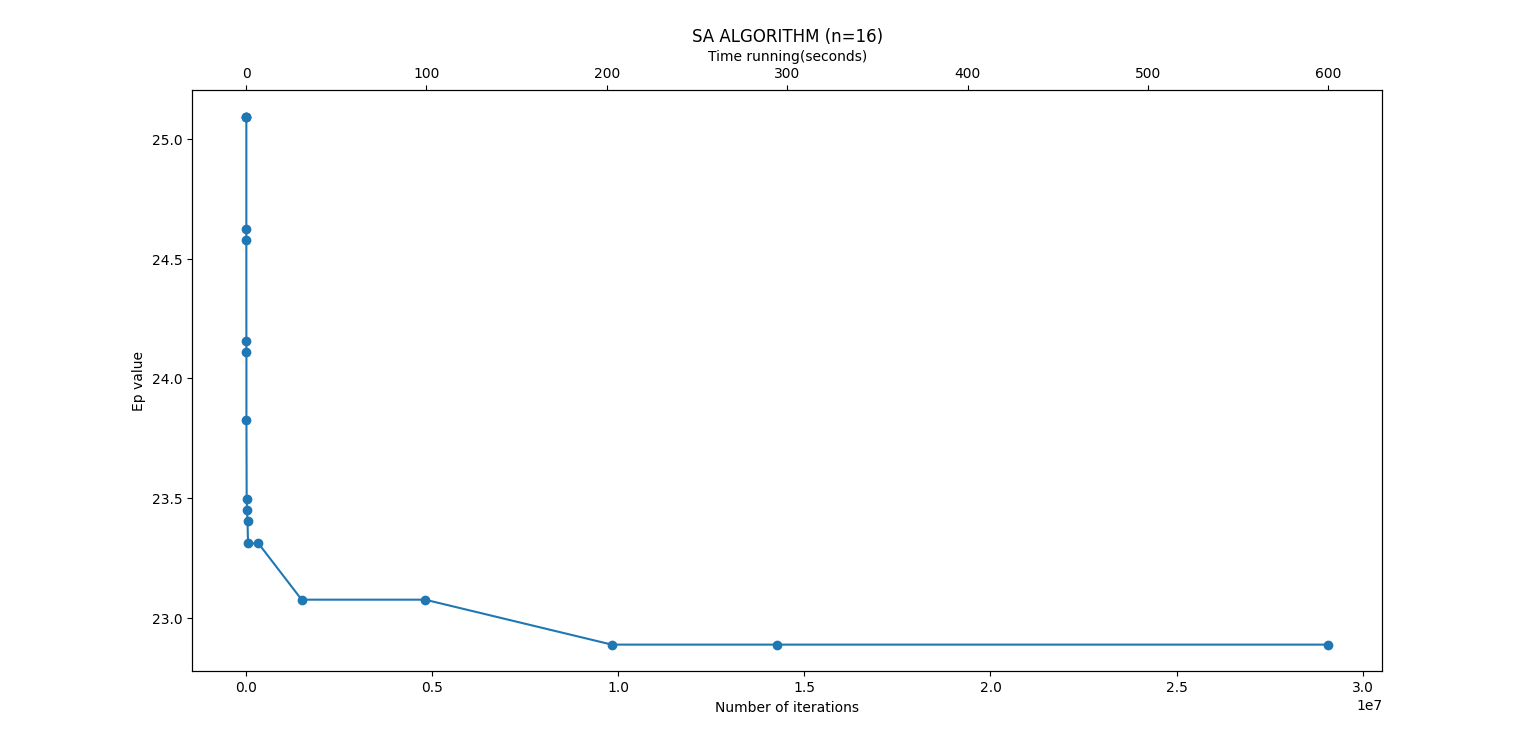 SA ALGORITHM (n=16)
Time running(seconds)
0 100 200 300 400 500 600
25.0
24.5
24.0
23.5
23.0
Ep value
0.0 0.5 1.0 1.5 2.0 2.5 3.0
1e7
Number of iterations